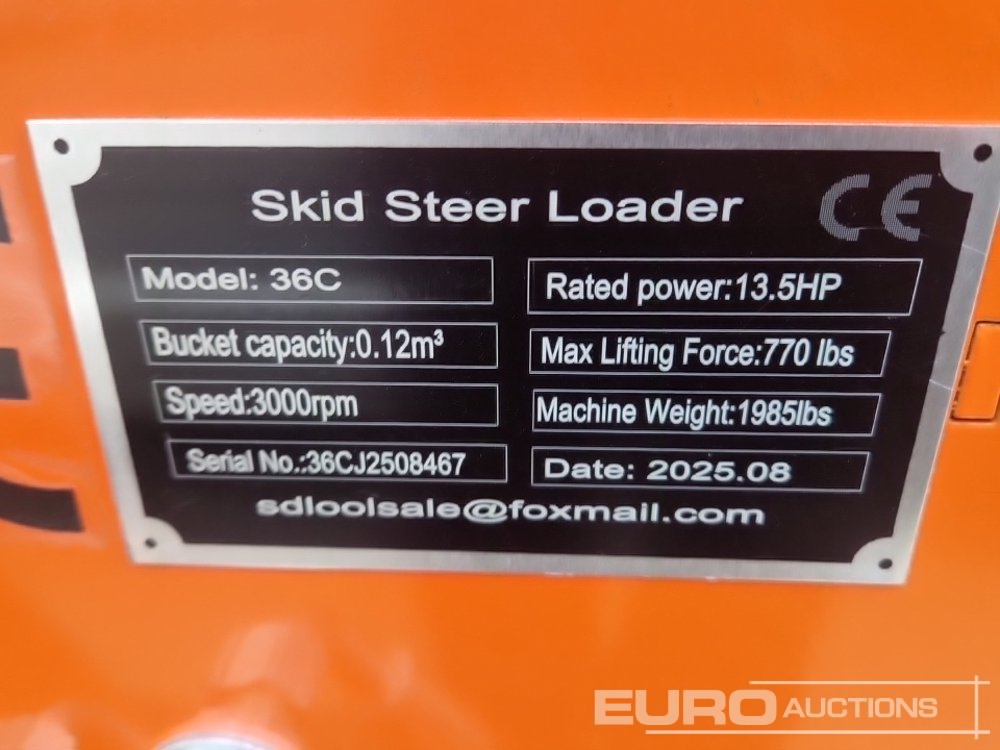 Skid Steer Loader CE
Model: 36C
Rated power:13.5HP
Bucket capacity:0.12m³
Max Lifting Force:770 lbs
Speed:3000rpm
Machine Weight:1985lbs
Serial No.:36CJ2508467
Date: 2025.08
sdloolsale@foxmail.com
EURO AUCTIONS